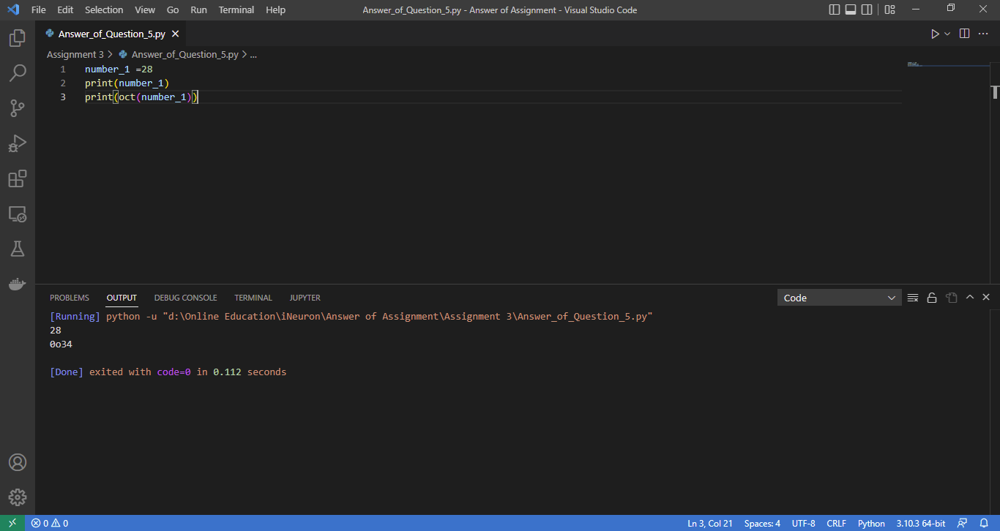 File Edit Selection View Go Run Terminal Help Answer_of_Question_5.py - Answer of Assignment - Visual Studio Code
Answer_of_Question_5.py
Assignment 3 > Answer_of_Question_5.py > ...
1 number_1 =28
2 print(number_1)
3 print(oct(number_1))
PROBLEMS OUTPUT DEBUG CONSOLE TERMINAL JUPYTER Code
[Running] python -u "d:\Online Education\iNeuron\Answer of Assignment\Assignment 3\Answer_of_Question_5.py"
28
0o34
[Done] exited with code=0 in 0.112 seconds
0 0 Ln 3, Col 21 Spaces: 4 UTF-8 CRLF Python 3.10.3 64-bit